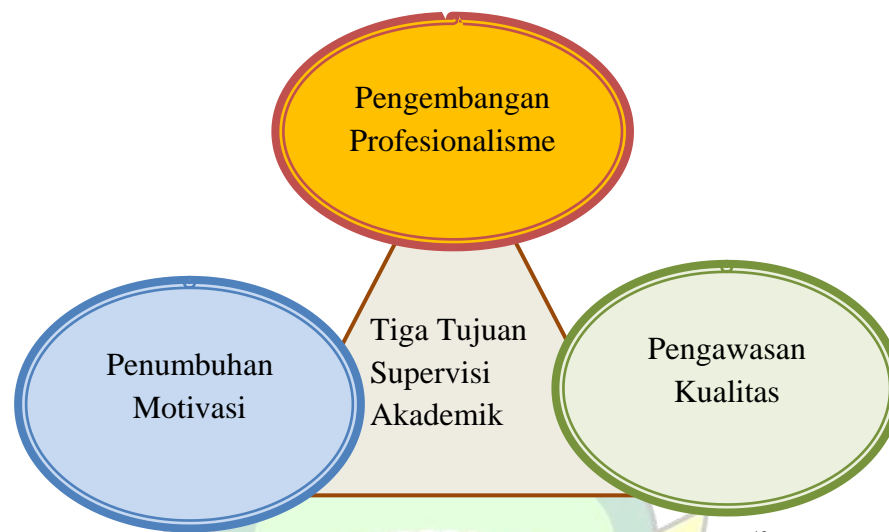 Pengembangan
Profesionalisme
Tiga Tujuan
Supervisi
Akademik
Penumbuhan
Motivasi
Pengawasan
Kualitas